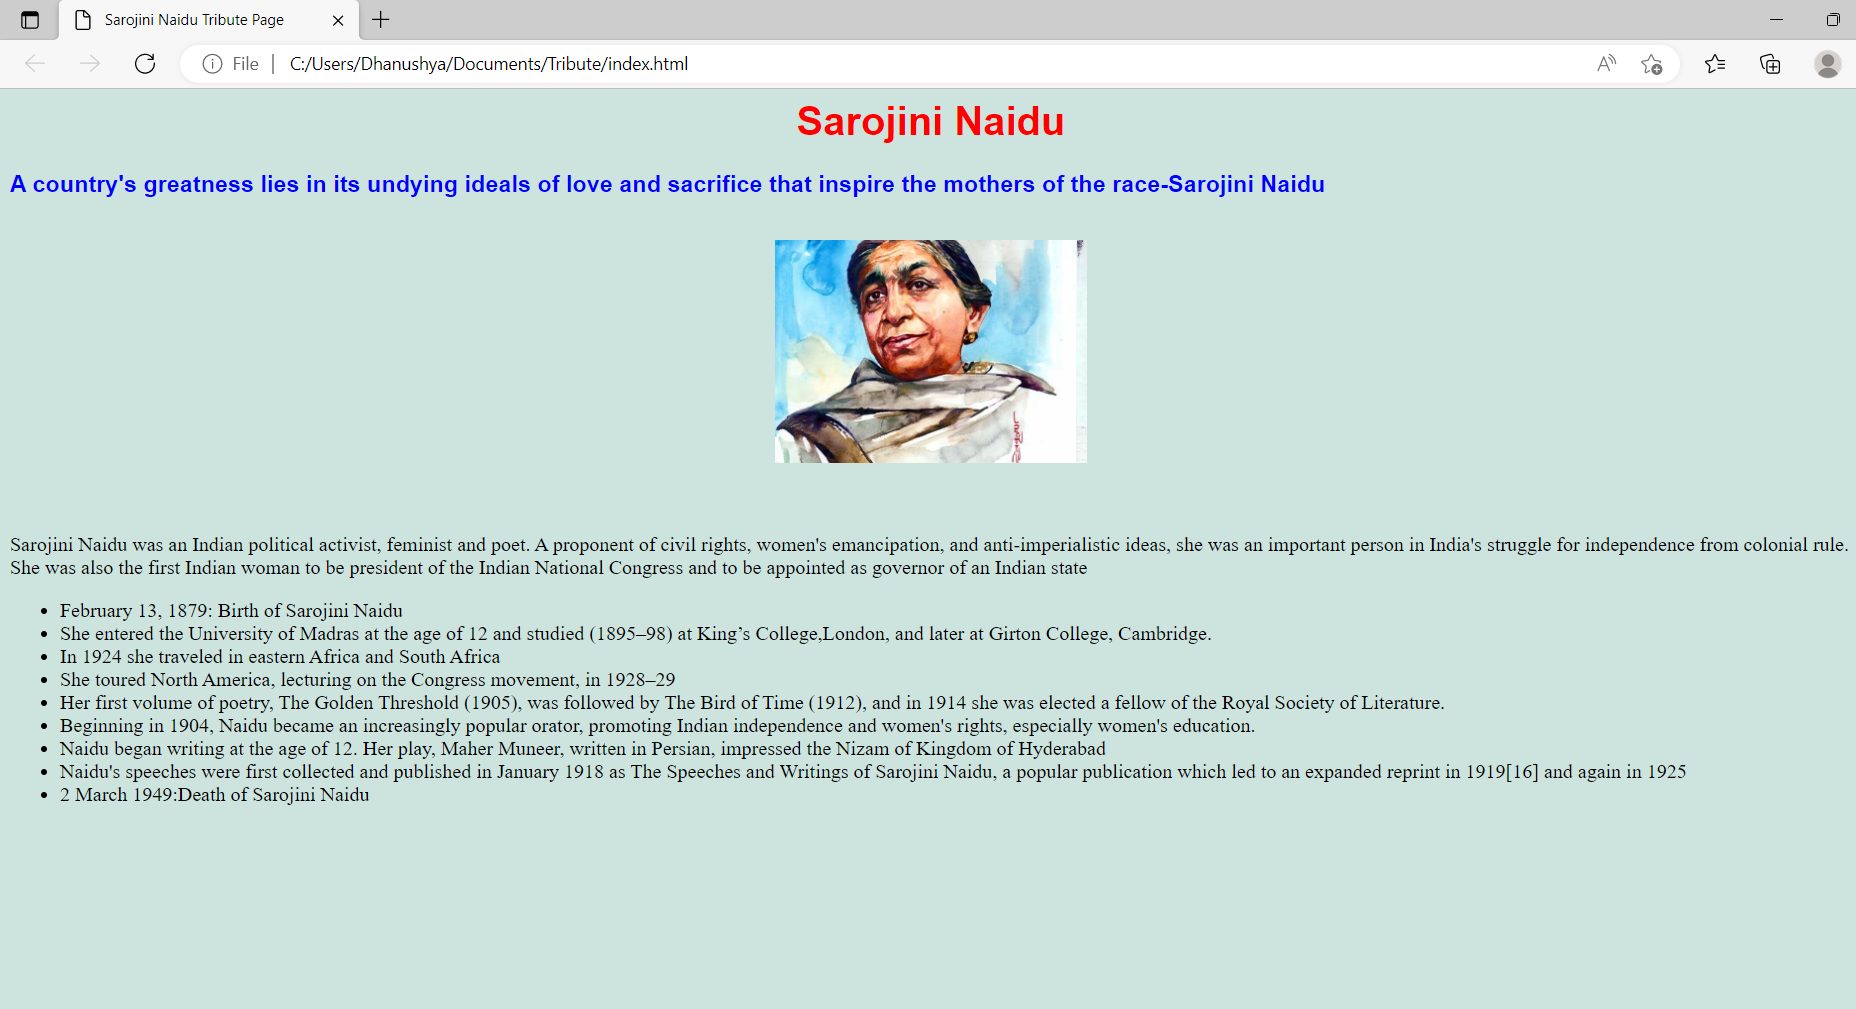 Sarojini Naidu Tribute Page
File
C:/Users/Dhanushya/Documents/Tribute/index.html
Sarojini Naidu
A country's greatness lies in its undying ideals of love and sacrifice that inspire the mothers of the race-Sarojini Naidu
Sarojini Naidu was an Indian political activist, feminist and poet. A proponent of civil rights, women's emancipation, and anti-imperialistic ideas, she was an important person in India's struggle for independence from colonial rule.
She was also the first Indian woman to be president of the Indian National Congress and to be appointed as governor of an Indian state
• February 13, 1879: Birth of Sarojini Naidu
• She entered the University of Madras at the age of 12 and studied (1895–98) at King’s College,London, and later at Girton College, Cambridge.
• In 1924 she traveled in eastern Africa and South Africa
• She toured North America, lecturing on the Congress movement, in 1928–29
• Her first volume of poetry, The Golden Threshold (1905), was followed by The Bird of Time (1912), and in 1914 she was elected a fellow of the Royal Society of Literature.
• Beginning in 1904, Naidu became an increasingly popular orator, promoting Indian independence and women's rights, especially women's education.
• Naidu began writing at the age of 12. Her play, Maher Muneer, written in Persian, impressed the Nizam of Kingdom of Hyderabad
• Naidu's speeches were first collected and published in January 1918 as The Speeches and Writings of Sarojini Naidu, a popular publication which led to an expanded reprint in 1919[16] and again in 1925
• 2 March 1949:Death of Sarojini Naidu